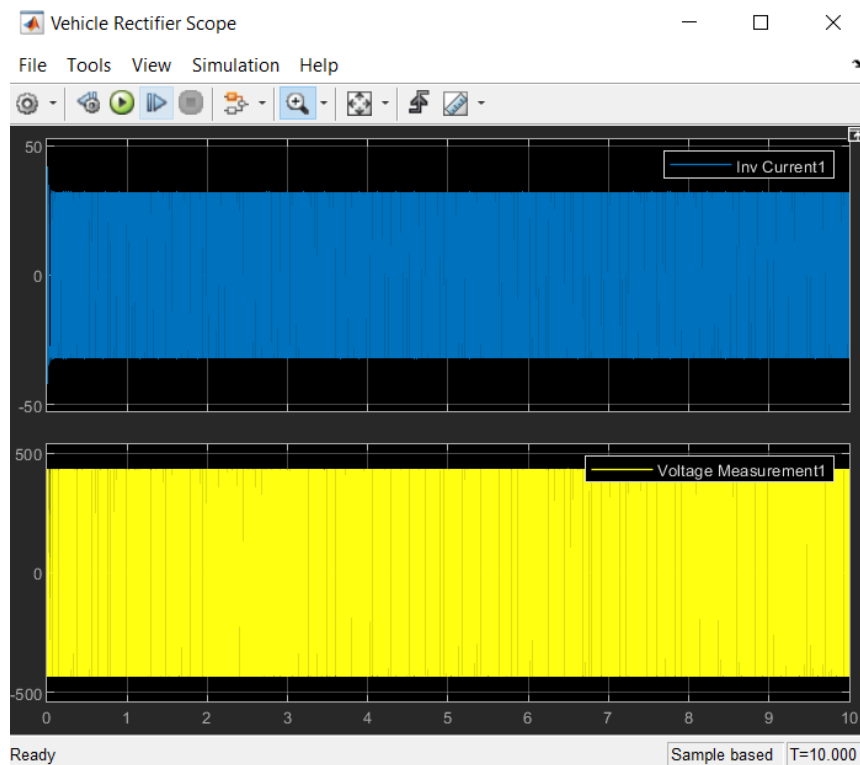 Vehicle Rectifier Scope
File Tools View Simulation Help
50
Inv Current1
0
-50
500
Voltage Measurement1
0
-500
0 1 2 3 4 5 6 7 8 9 10
Ready Sample based T=10.000